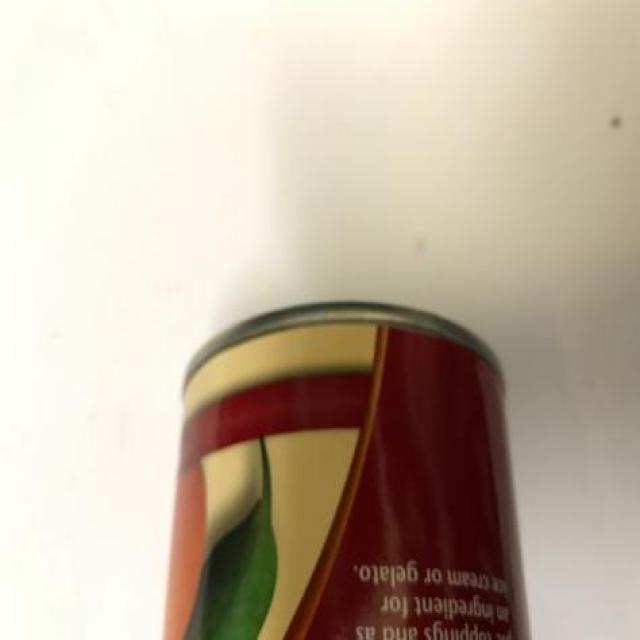 toppings and as
an ingredient for
ice cream or gelato.